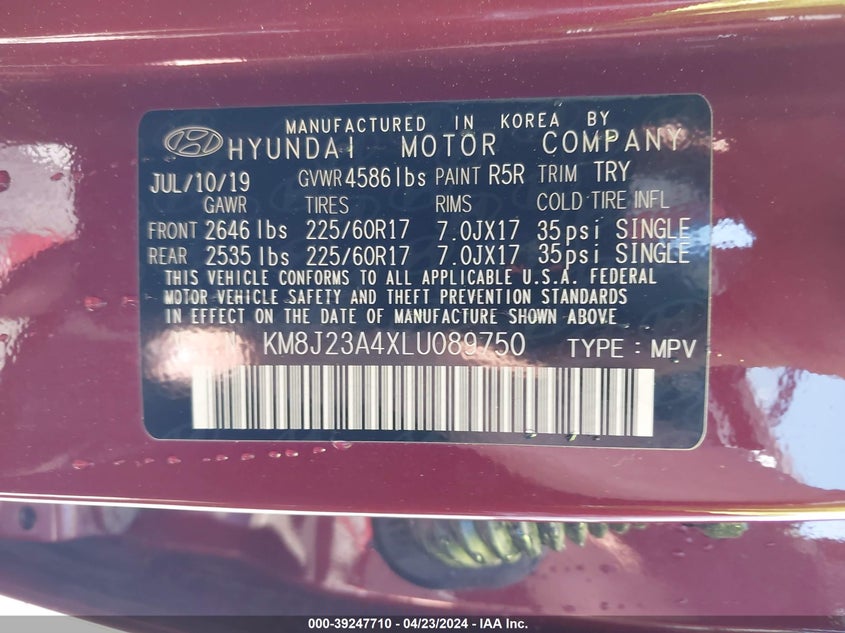 MANUFACTURED IN KOREA BY
HYUNDAI MOTOR COMPANY
JUL/10/19 GVWR 4586 lbs PAINT R5R TRIM TRY
GAWR TIRES RIMS COLD TIRE INFL
FRONT 2646 lbs 225/60R17 7.0JX17 35psi SINGLE
REAR 2535 lbs 225/60R17 7.0JX17 35psi SINGLE
THIS VEHICLE CONFORMS TO ALL APPLICABLE U.S.A. FEDERAL
MOTOR VEHICLE SAFETY AND THEFT PREVENTION STANDARDS
IN EFFECT ON THE DATE OF MANUFACTURE SHOWN ABOVE
KM8J23A4XLU089750 TYPE : MPV
000-39247710 - 04/23/2024 - IAA Inc.